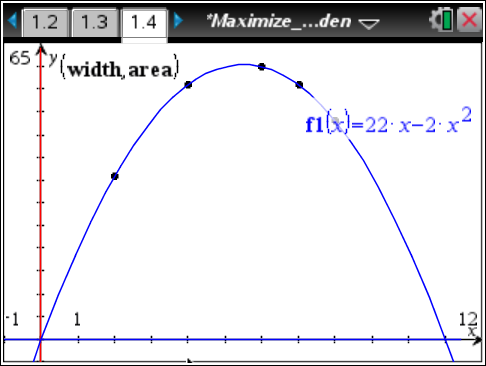 1.2 1.3 1.4 *Maximize_...den
65 y (width,area)
f1(x)=22·x-2·x²
-1 1 12
x